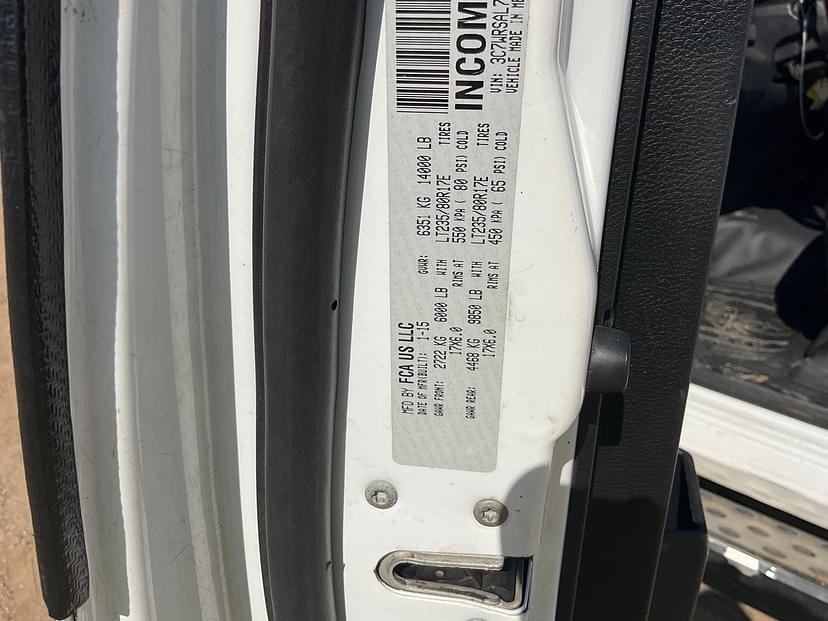 MFD BY FCA US LLC
DATE OF MFR(BUILT): 1-15 GVWR: 6351 KG 14000 LB
GAWR FRONT: 2722 KG 6000 LB WITH LT235/80R17E TIRES
17X6.0 RIMS AT 550 KPA ( 80 PSI) COLD
GAWR REAR: 4468 KG 9850 LB WITH LT235/80R17E TIRES
17X6.0 RIMS AT 450 KPA ( 65 PSI) COLD
INCOM
VIN: 3C7WRSAL7
VEHICLE MADE IN